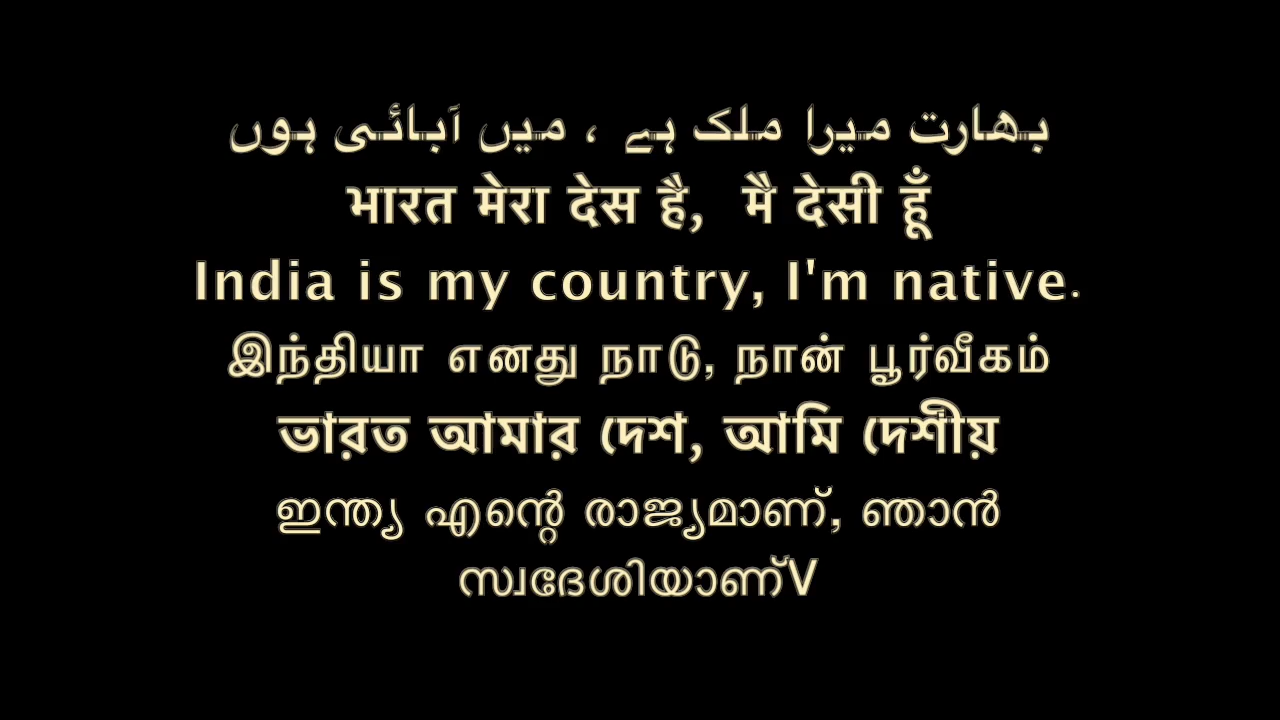 بھارت میرا ملک ہے ، میں آبائی ہوں
भारत मेरा देस है, मै देसी हूँ
India is my country, I'm native.
இந்தியா எனது நாடு, நான் பூர்வீகம்
ভারত আমার দেশ, আমি দেশীয়
ഇന്ത്യ എന്റെ രാജ്യമാണ്, ഞാൻ
സ്വദേശിയാണ്V